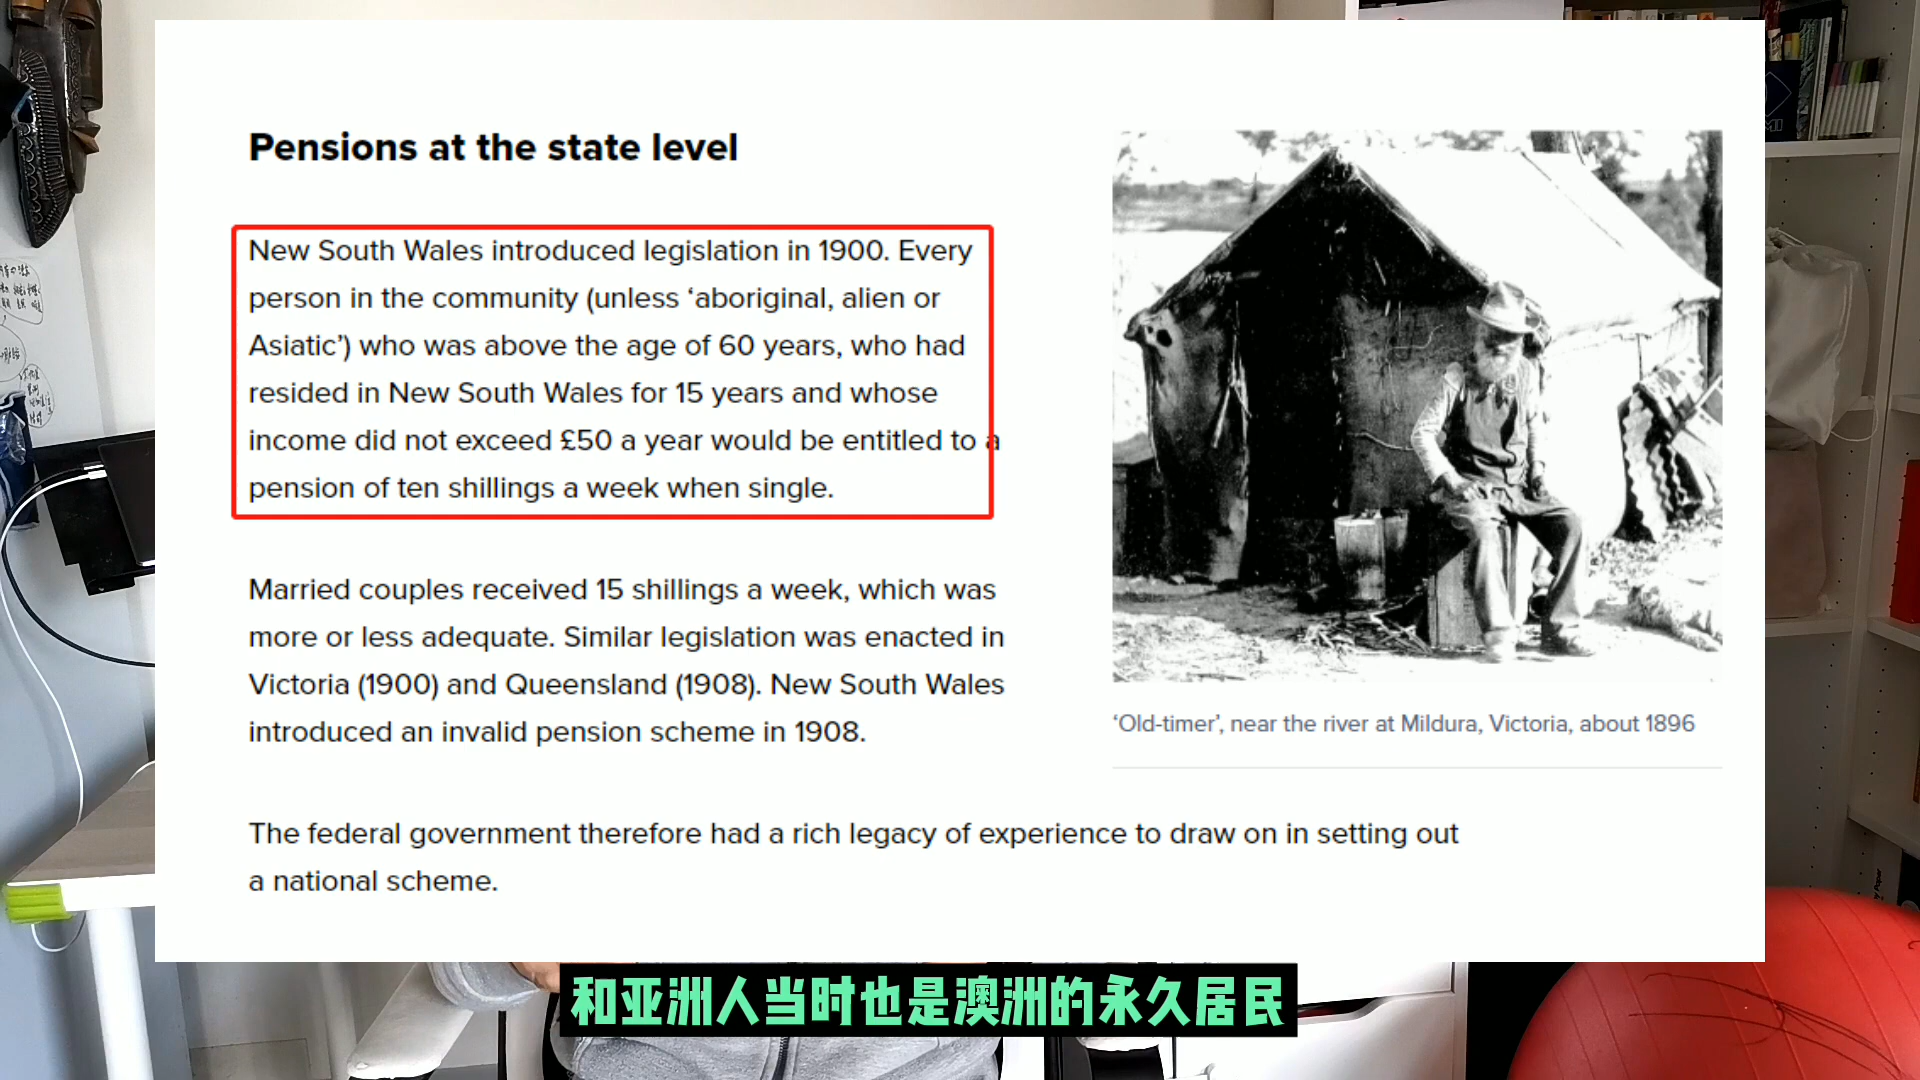 Pensions at the state level
New South Wales introduced legislation in 1900. Every
person in the community (unless ‘aboriginal, alien or
Asiatic’) who was above the age of 60 years, who had
resided in New South Wales for 15 years and whose
income did not exceed £50 a year would be entitled to a
pension of ten shillings a week when single.
Married couples received 15 shillings a week, which was
more or less adequate. Similar legislation was enacted in
Victoria (1900) and Queensland (1908). New South Wales
introduced an invalid pension scheme in 1908.
‘Old-timer’, near the river at Mildura, Victoria, about 1896
The federal government therefore had a rich legacy of experience to draw on in setting out
a national scheme.
和亚洲人当时也是澳洲的永久居民